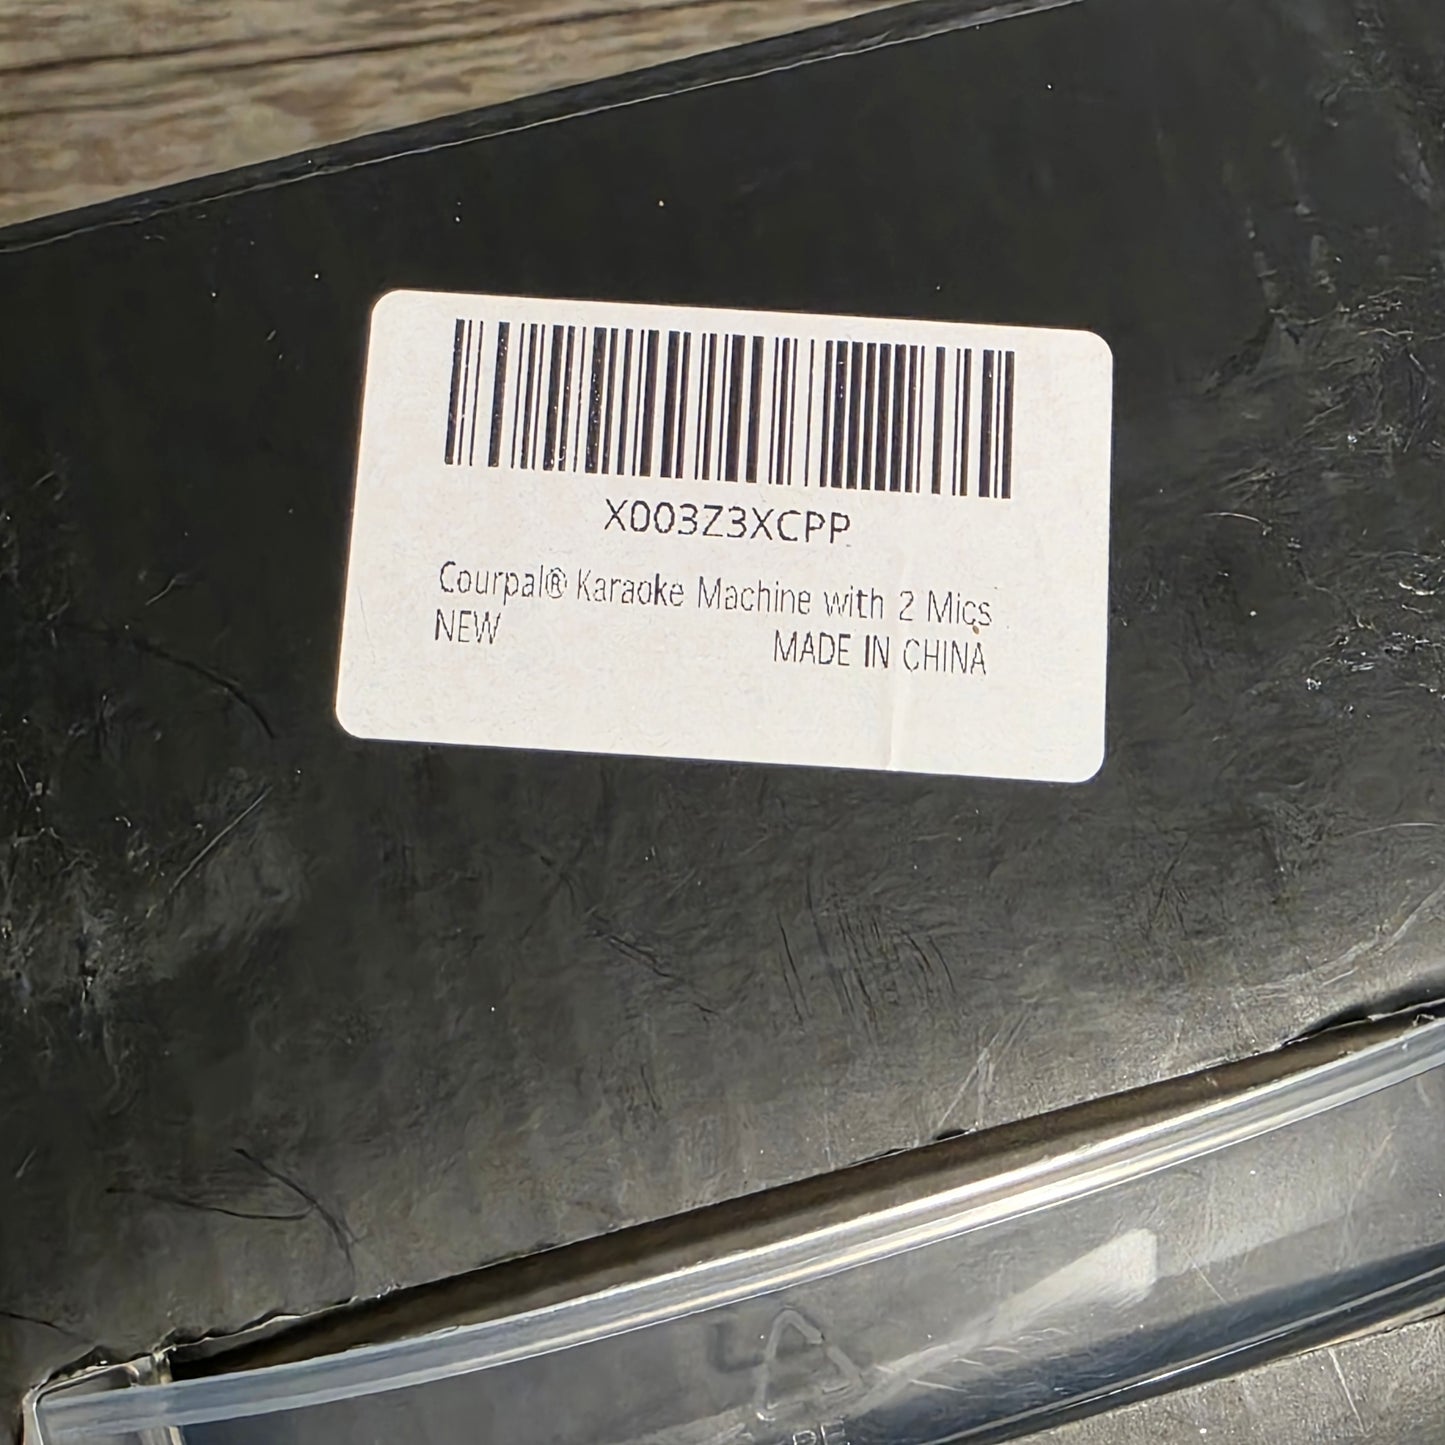 X003Z3XCPP
Courpal® Karaoke Machine with 2 Mics
NEW MADE IN CHINA